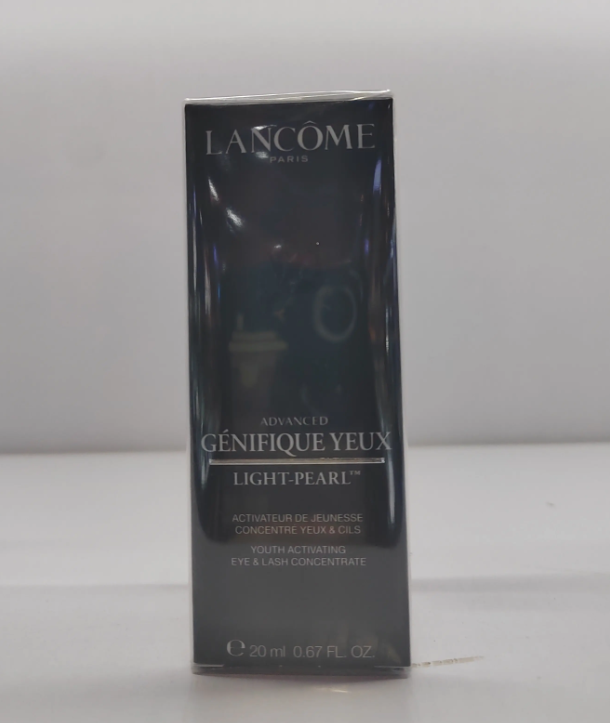 LANCÔME
PARIS
ADVANCED
GÉNIFIQUE YEUX
LIGHT-PEARL™
ACTIVATEUR DE JEUNESSE
CONCENTRE YEUX & CILS
YOUTH ACTIVATING
EYE & LASH CONCENTRATE
℮ 20 ml 0.67 FL. OZ.